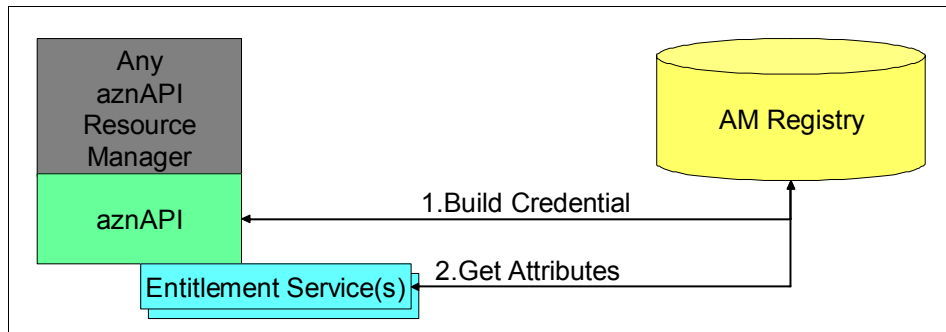 Any
aznAPI
Resource
Manager
AM Registry
aznAPI
1.Build Credential
2.Get Attributes
Entitlement Service(s)